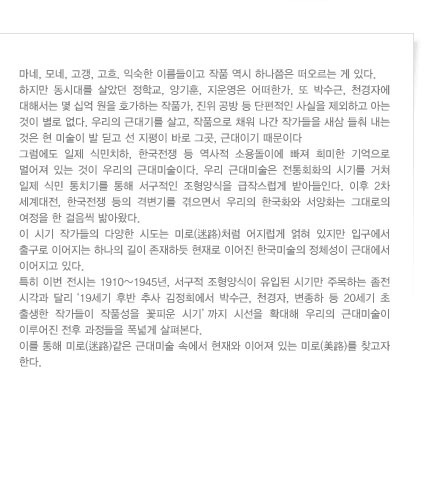 마네, 모네, 고갱, 고흐. 익숙한 이름들이고 작품 역시 하나쯤은 떠오르는 게 있다.
하지만 동시대를 살았던 정학교, 양기훈, 지운영은 어떠한가. 또 박수근, 천경자에
대해서는 몇 십억 원을 호가하는 작품가, 진위 공방 등 단편적인 사실을 제외하고 아는
것이 별로 없다. 우리의 근대기를 살고, 작품으로 채워 나간 작가들을 새삼 들춰 내는
것은 현 미술이 발 딛고 선 지평이 바로 그곳, 근대이기 때문이다
그럼에도 일제 식민치하, 한국전쟁 등 역사적 소용돌이에 빠져 희미한 기억으로
멀어져 있는 것이 우리의 근대미술이다. 우리 근대미술은 전통회화의 시기를 거쳐
일제 식민 통치기를 통해 서구적인 조형양식을 급작스럽게 받아들인다. 이후 2차
세계대전, 한국전쟁 등의 격변기를 겪으면서 우리의 한국화와 서양화는 그대로의
여정을 한 걸음씩 밟아왔다.
이 시기 작가들의 다양한 시도는 미로(迷路)처럼 어지럽게 얽혀 있지만 입구에서
출구로 이어지는 하나의 길이 존재하듯 현재로 이어진 한국미술의 정체성이 근대에서
이어지고 있다.
특히 이번 전시는 1910～1945년, 서구적 조형양식이 유입된 시기만 주목하는 좁전
시각과 달리 '19세기 후반 추사 김정희에서 박수근, 천경자, 변종하 등 20세기 초
출생한 작가들이 작품성을 꽃피운 시기' 까지 시선을 확대해 우리의 근대미술이
이루어진 전후 과정들을 폭넓게 살펴본다.
이를 통해 미로(迷路)같은 근대미술 속에서 현재와 이어져 있는 미로(美路)를 찾고자
한다.